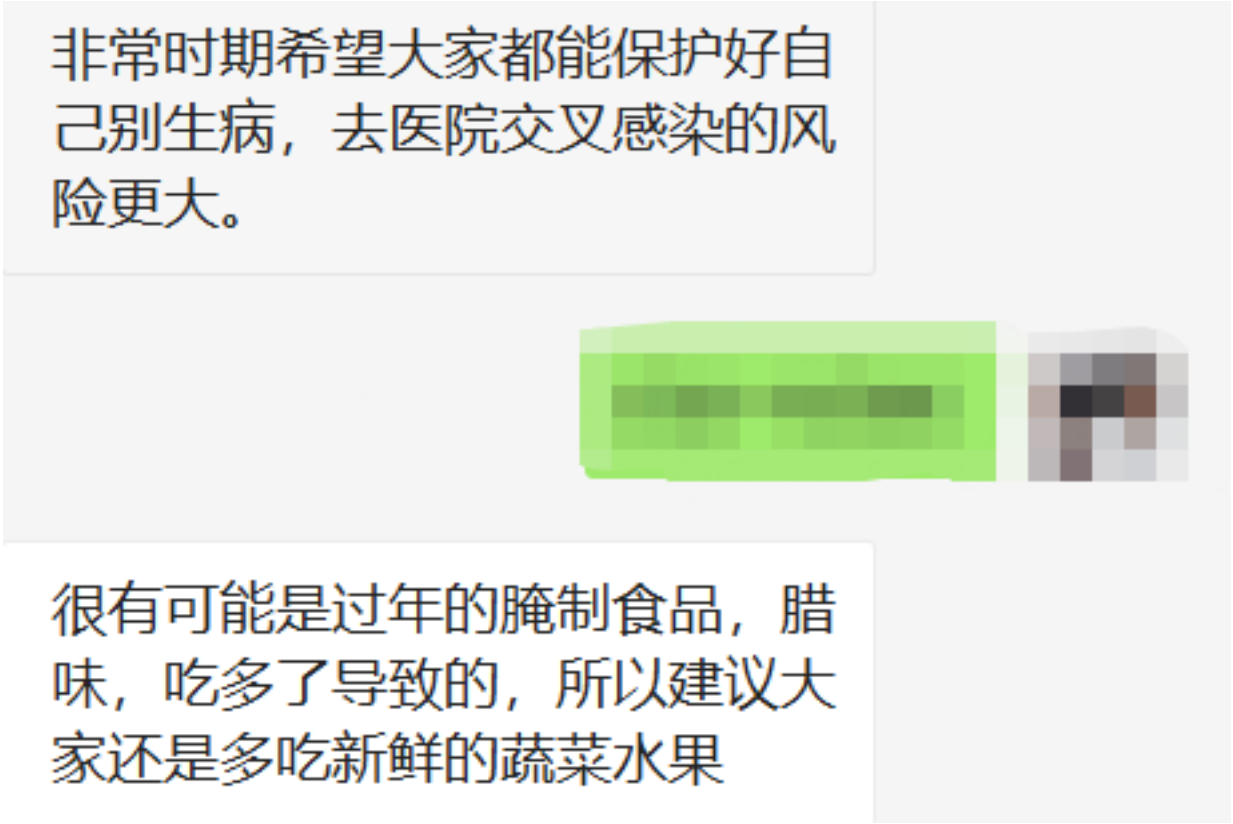 非常时期希望大家都能保护好自
己别生病，去医院交叉感染的风
险更大。
很有可能是过年的腌制食品，腊
味，吃多了导致的，所以建议大
家还是多吃新鲜的蔬菜水果